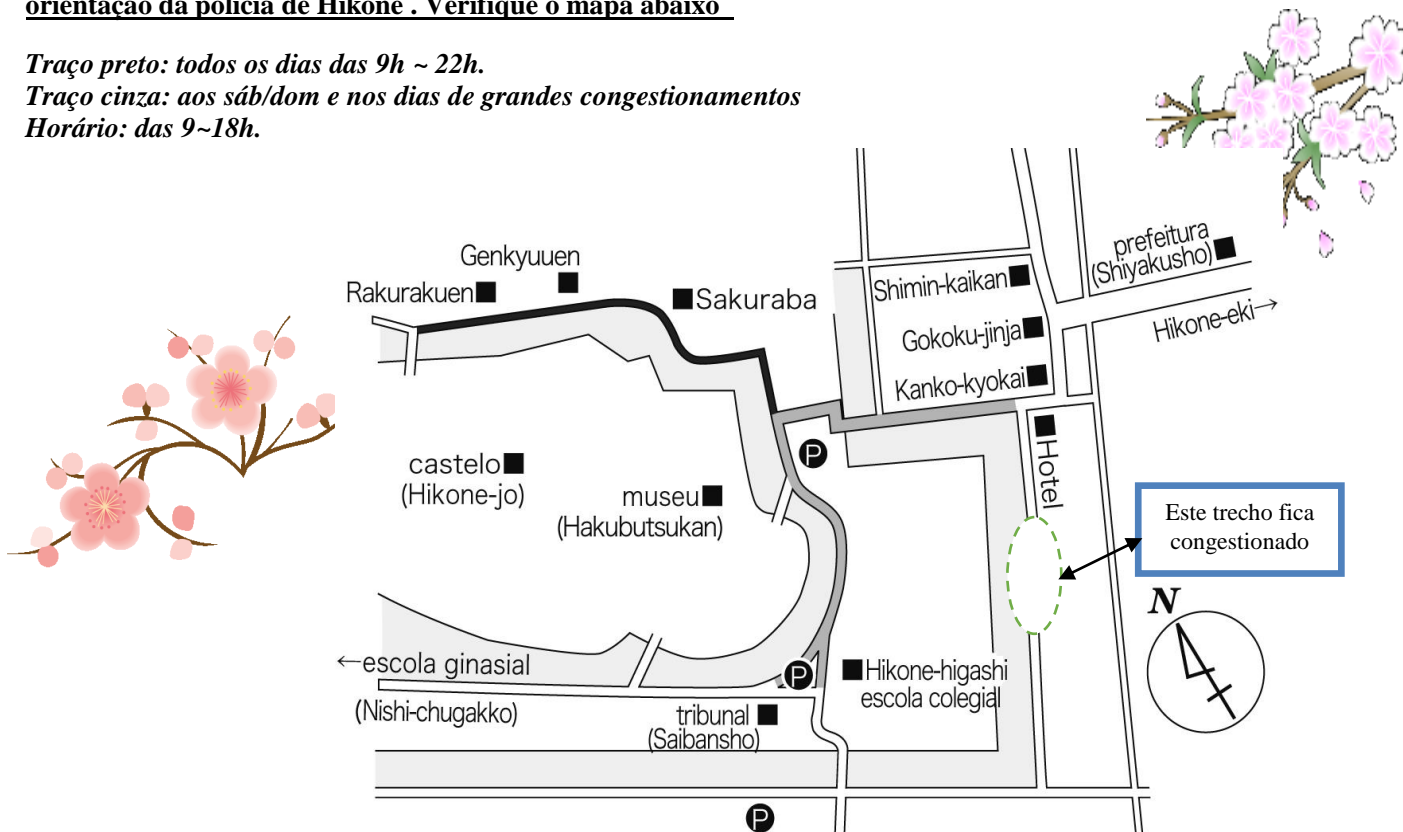 orientação da polícia de Hikone . Verifique o mapa abaixo
Traço preto: todos os dias das 9h ~ 22h.
Traço cinza: aos sáb/dom e nos dias de grandes congestionamentos
Horário: das 9~18h.
Genkyuuen
Rakurakuen
Sakuraba
prefeitura
(Shiyakusho)
Shimin-kaikan
Hikone-eki→
Gokoku-jinja
Kanko-kyokai
P
Hotel
castelo
(Hikone-jo)
museu
(Hakubutsukan)
Este trecho fica
congestionado
N
←escola ginasial
(Nishi-chugakko)
P
Hikone-higashi
escola colegial
tribunal
(Saibansho)
P